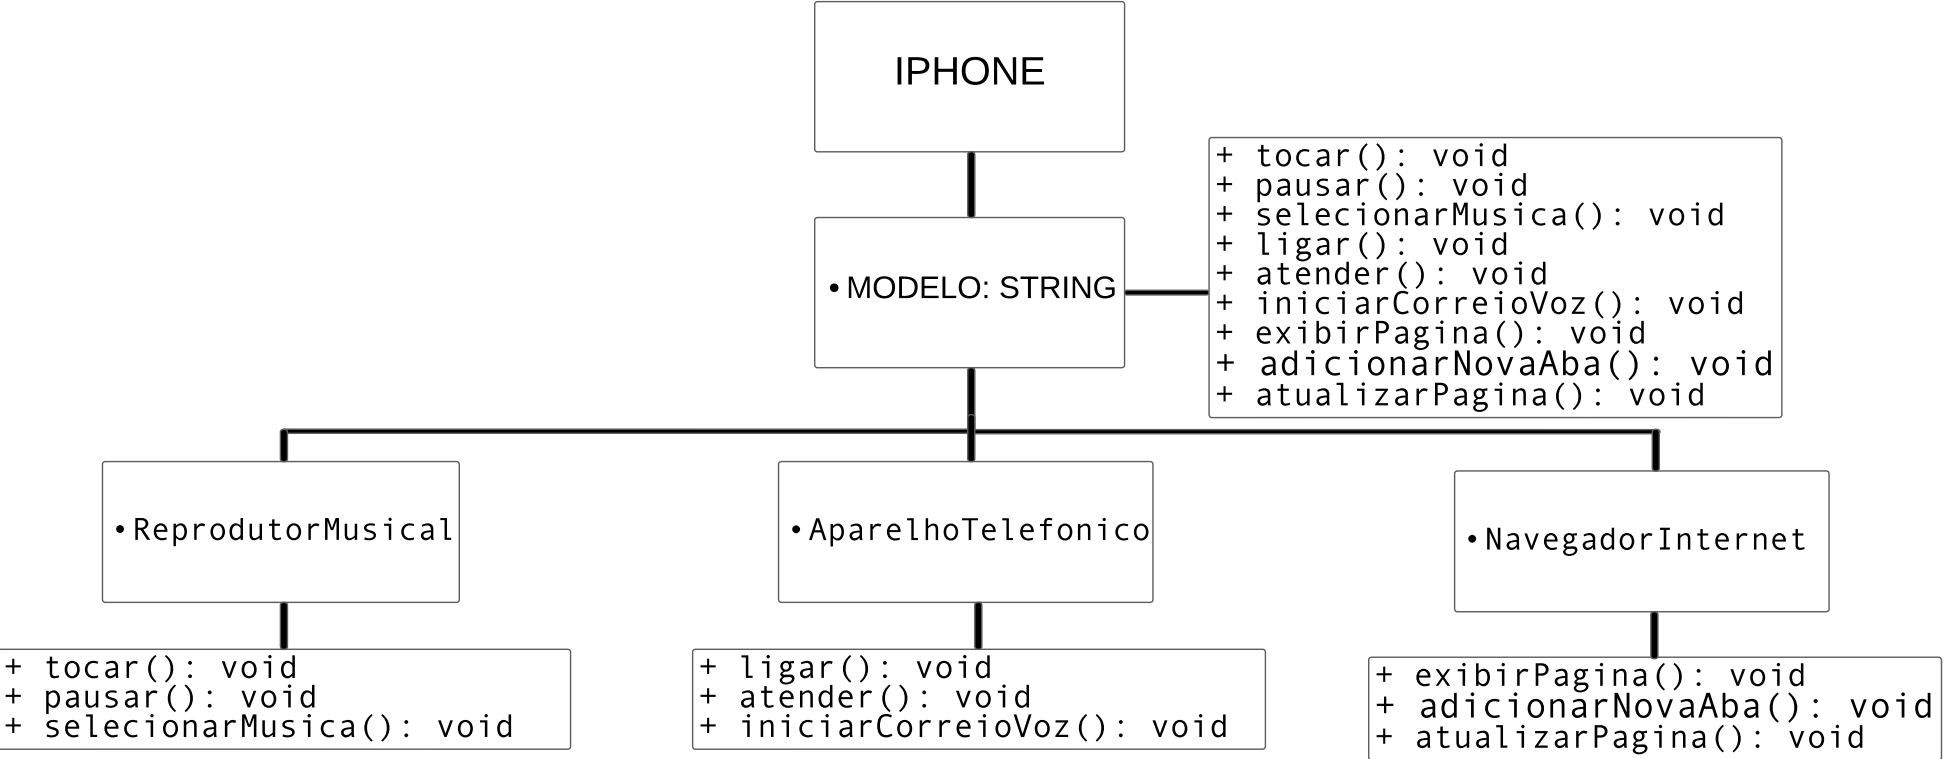 IPHONE
+ tocar(): void
+ pausar(): void
+ selecionarMusica(): void
+ ligar(): void
+ atender(): void
+ iniciarCorreioVoz(): void
+ exibirPagina(): void
+ adicionarNovaAba(): void
+ atualizarPagina(): void
• MODELO: STRING
• ReprodutorMusical
• AparelhoTelefonico
• NavegadorInternet
+ tocar(): void
+ pausar(): void
+ selecionarMusica(): void
+ ligar(): void
+ atender(): void
+ iniciarCorreioVoz(): void
+ exibirPagina(): void
+ adicionarNovaAba(): void
+ atualizarPagina(): void